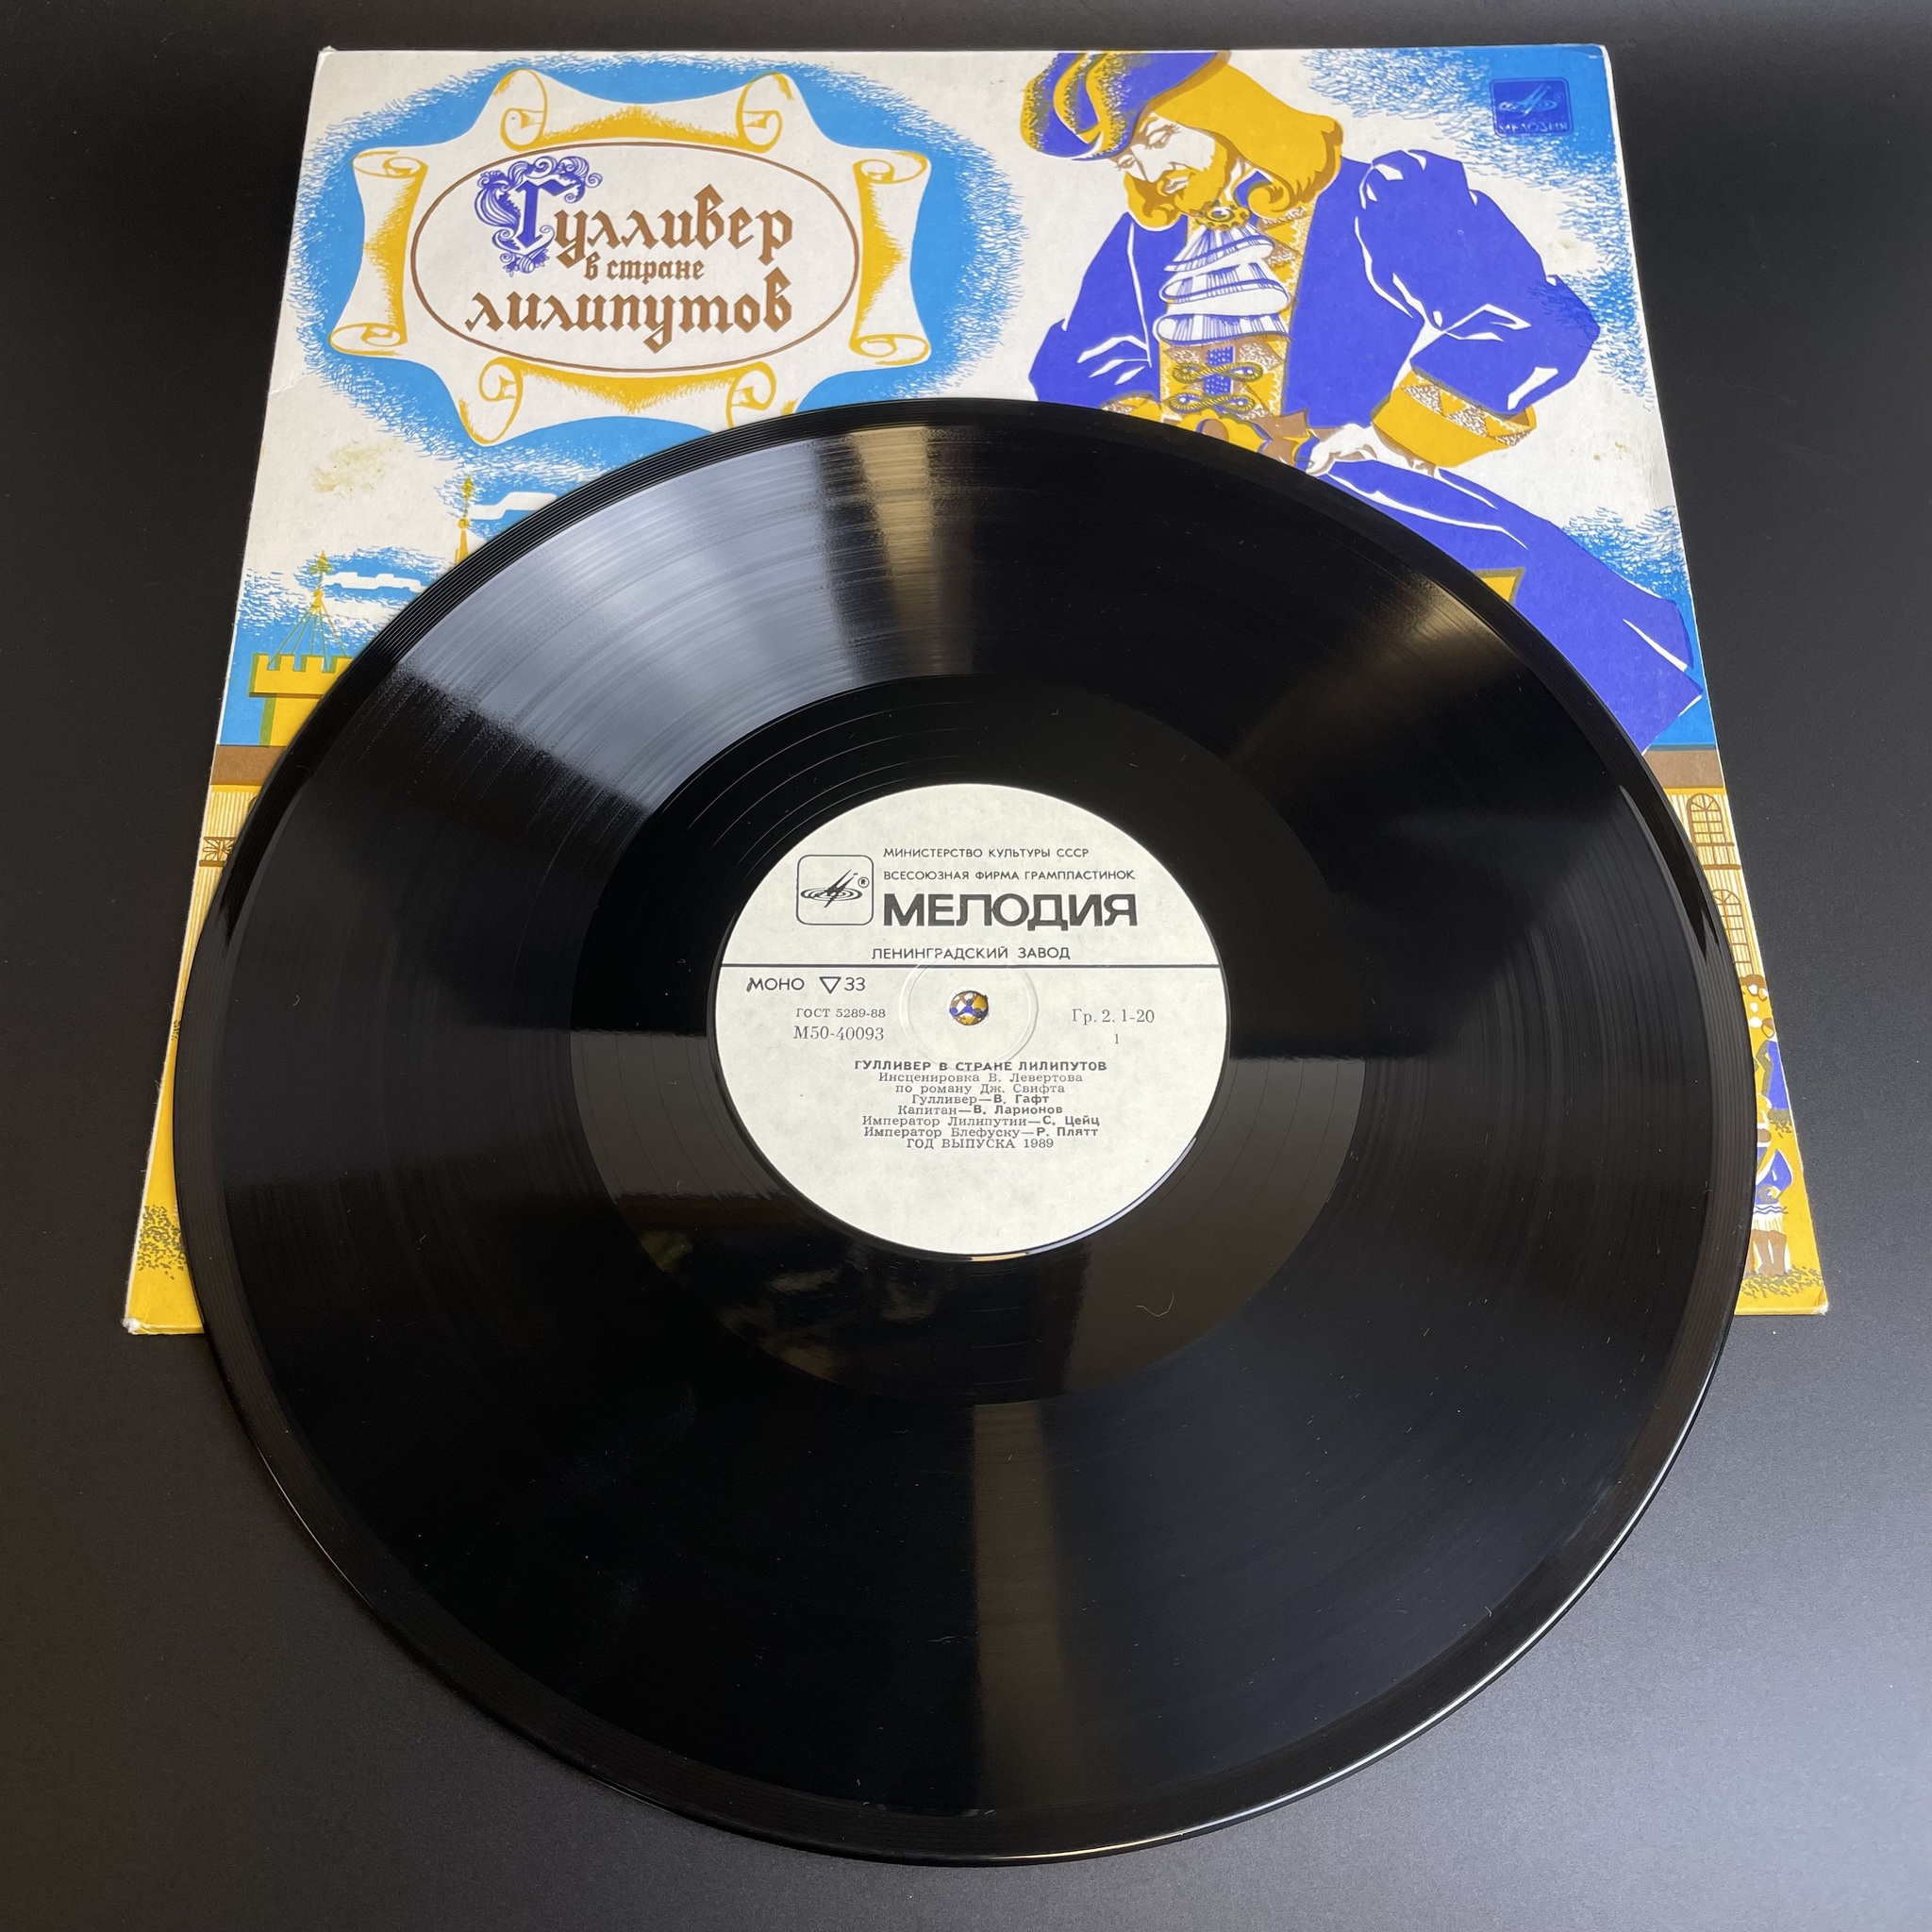 Гулливер
в стране
лилипутов
МЕЛОДИЯ
МИНИСТЕРСТВО КУЛЬТУРЫ СССР
ВСЕСОЮЗНАЯ ФИРМА ГРАМПЛАСТИНОК
®
МЕЛОДИЯ
ЛЕНИНГРАДСКИЙ ЗАВОД
МОНО ▽33
ГОСТ 5289-88
М50-40093
Гр. 2. 1-20
1
ГУЛЛИВЕР В СТРАНЕ ЛИЛИПУТОВ
Инсценировка В. Левертова
по роману Дж. Свифта
Гулливер—В. Гафт
Капитан—В. Ларионов
Император Лилипутии—С. Цейц
Император Блефуску—Р. Плятт
ГОД ВЫПУСКА 1989